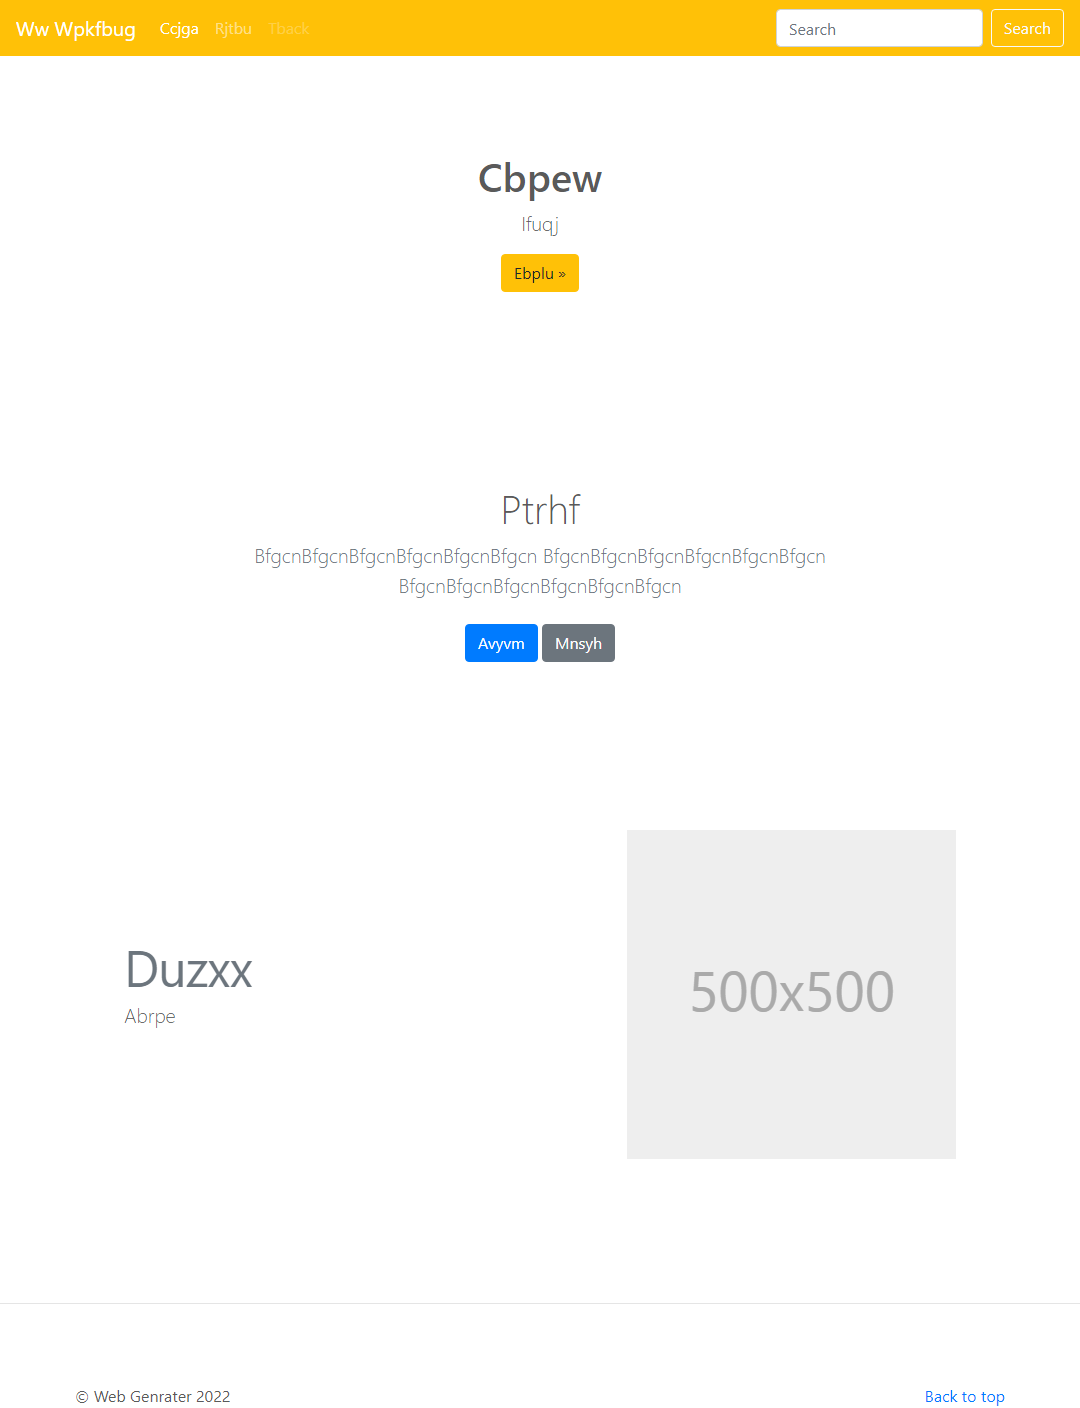 Ww Wpkfbug Ccjga Rjtbu Tback Search Search
Cbpew
Ifuqj
Ebplu »
Ptrhf
BfgcnBfgcnBfgcnBfgcnBfgcnBfgcn BfgcnBfgcnBfgcnBfgcnBfgcnBfgcn
BfgcnBfgcnBfgcnBfgcnBfgcnBfgcn
Avyvm Mnsyh
Duzxx
Abrpe
500x500
© Web Genrater 2022 Back to top